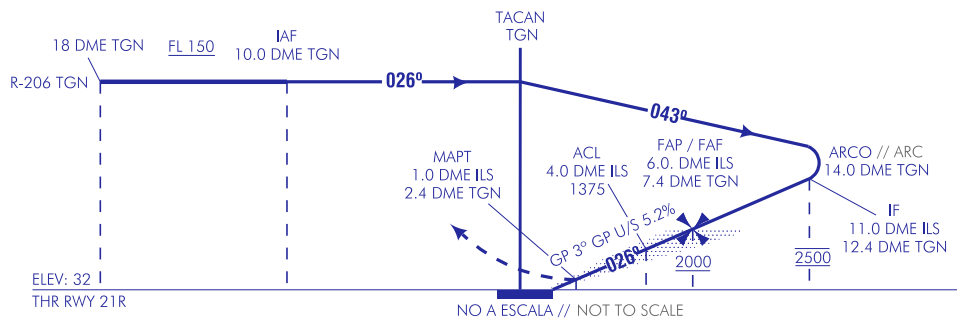 TACAN
TGN
18 DME TGN
FL 150
IAF
10.0 DME TGN
R-206 TGN
026º
043º
MAPT
1.0 DME ILS
2.4 DME TGN
ACL
4.0 DME ILS
1375
FAP / FAF
6.0. DME ILS
7.4 DME TGN
ARCO // ARC
14.0 DME TGN
IF
11.0 DME ILS
12.4 DME TGN
GP 3º GP U/S 5.2%
026º
2000
2500
ELEV: 32
THR RWY 21R
NO A ESCALA // NOT TO SCALE